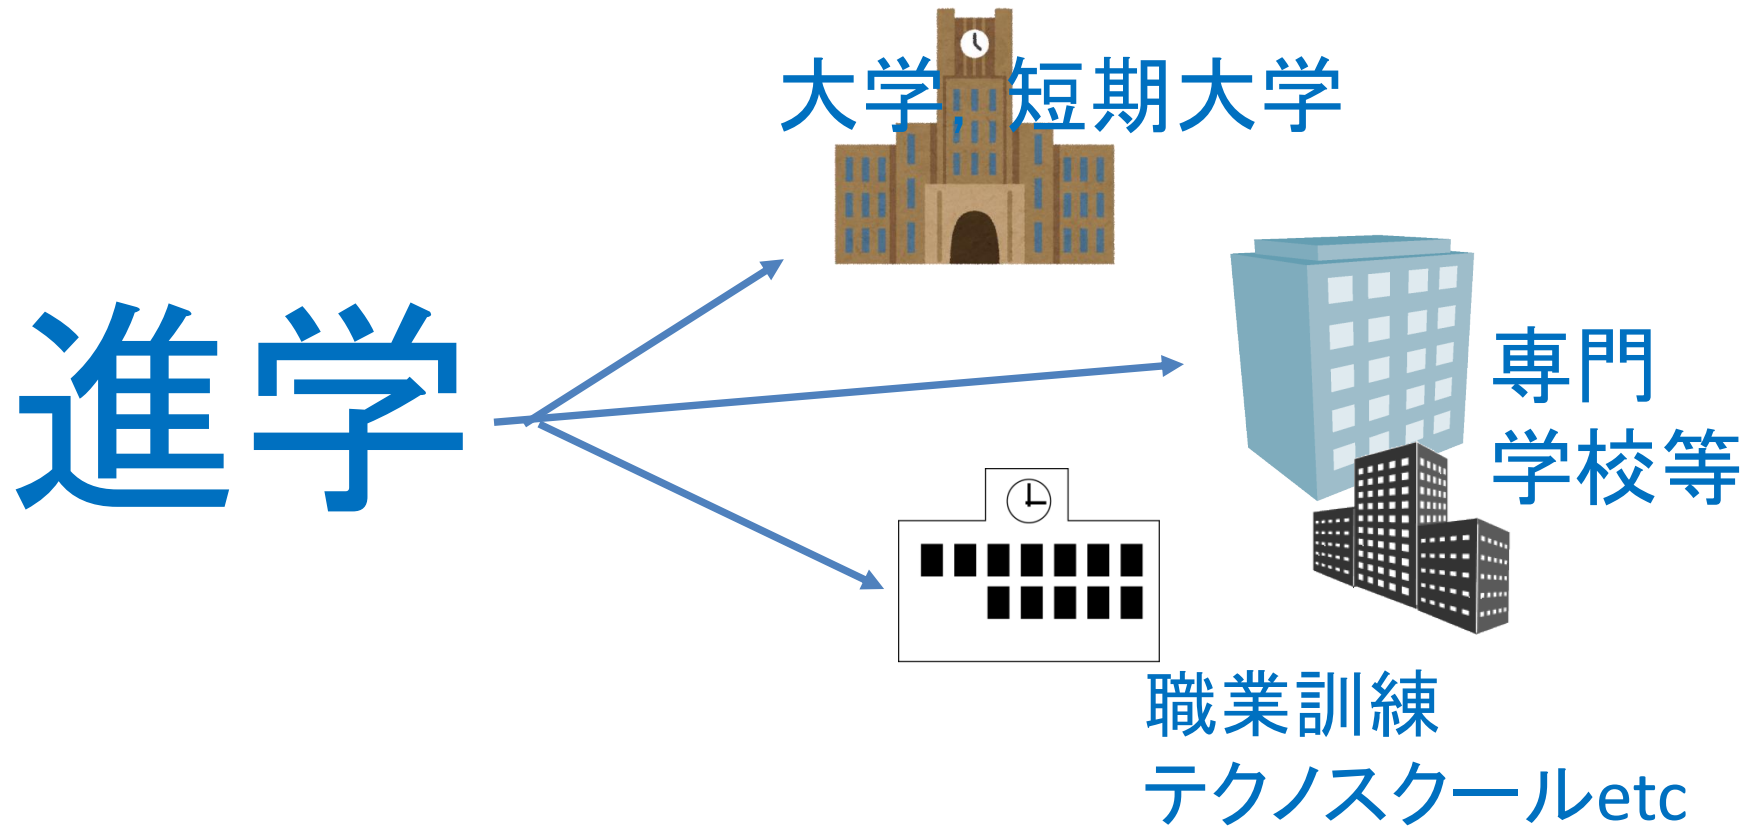 進学
大学,短期大学
専門
学校等
職業訓練
テクノスクールetc